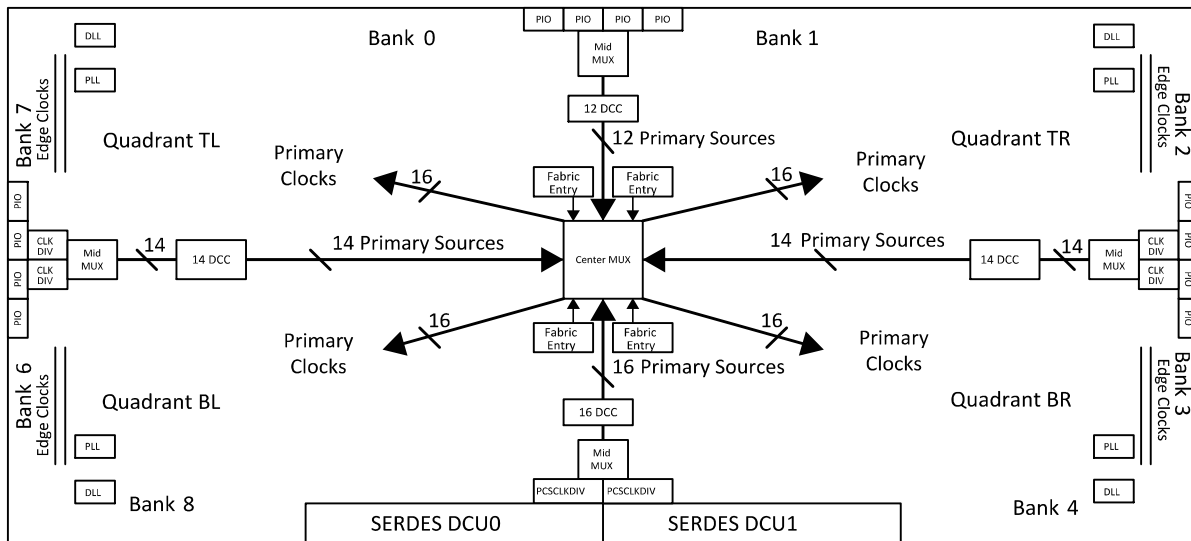 PIO PIO PIO PIO
Bank 0
Bank 1
Mid
MUX
DLL
DLL
PLL
PLL
Bank 7
Edge Clocks
Edge Clocks
Bank 2
12 DCC
Quadrant TL
12 Primary Sources
Quadrant TR
Primary
Clocks
16
Fabric
Entry
Fabric
Entry
16
Primary
Clocks
PIO
PIO
PIO
PIO
CLK
DIV
CLK
DIV
Mid
MUX
14
14 DCC
14 Primary Sources
Center MUX
14 Primary Sources
14 DCC
14
Mid
MUX
CLK
DIV
CLK
DIV
PIO
PIO
PIO
PIO
Primary
Clocks
16
Fabric
Entry
Fabric
Entry
16
Primary
Clocks
16 Primary Sources
Bank 6
Edge Clocks
Quadrant BL
16 DCC
Quadrant BR
Edge Clocks
Bank 3
PLL
PLL
Mid
MUX
DLL
DLL
PCSCLKDIV PCSCLKDIV
Bank 8
Bank 4
SERDES DCU0
SERDES DCU1